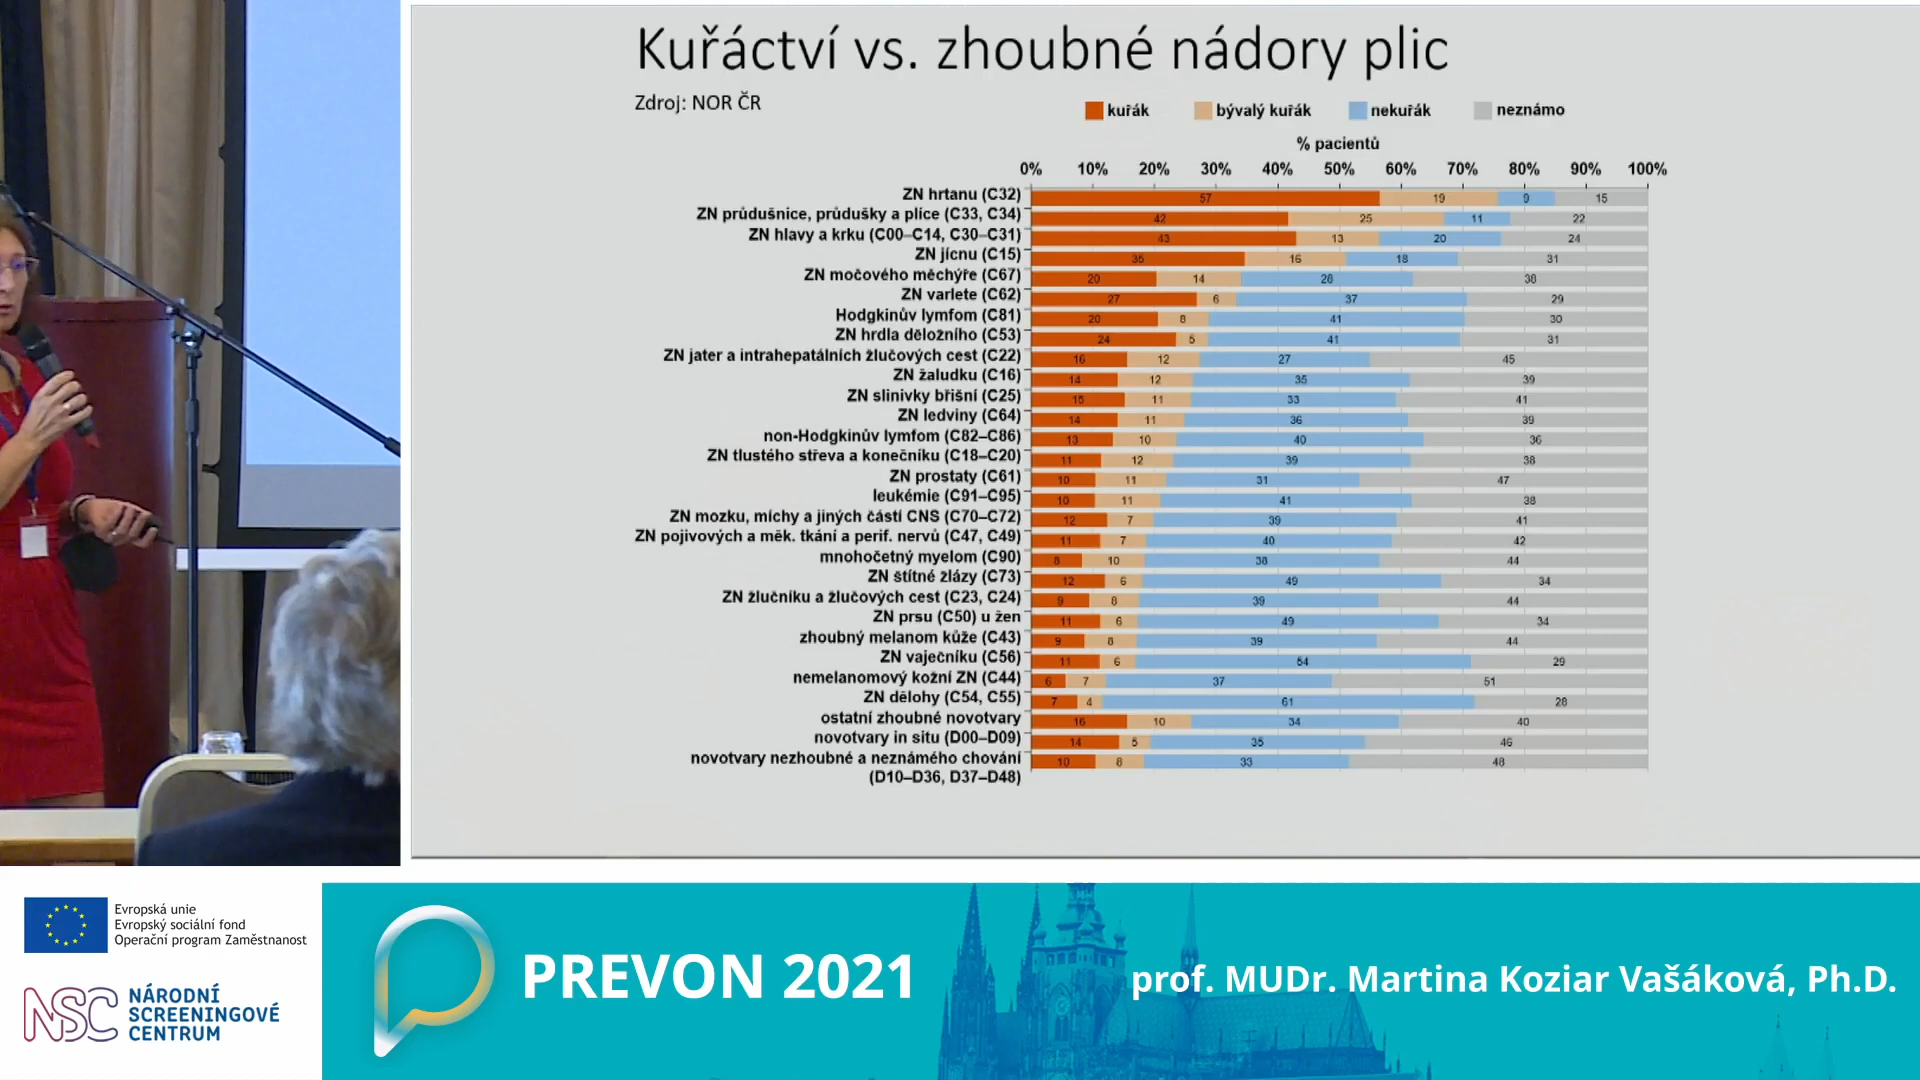 Kuřáctví vs. zhoubné nádory plic
Zdroj: NOR ČR
kuřák bývalý kuřák nekuřák neznámo
% pacientů
0% 10% 20% 30% 40% 50% 60% 70% 80% 90% 100%
ZN hrtanu (C32) 57 19 9 15
ZN průdušnice, průdušky a plíce (C33, C34) 42 25 11 22
ZN hlavy a krku (C00–C14, C30–C31) 43 13 20 24
ZN jícnu (C15) 35 16 18 31
ZN močového měchýře (C67) 20 14 28 38
ZN varlete (C62) 27 6 37 29
Hodgkinův lymfom (C81) 20 8 41 30
ZN hrdla děložního (C53) 24 5 41 31
ZN jater a intrahepatálních žlučových cest (C22) 16 12 27 45
ZN žaludku (C16) 14 12 35 39
ZN slinivky břišní (C25) 15 11 33 41
ZN ledviny (C64) 14 11 36 39
non-Hodgkinův lymfom (C82–C86) 13 10 40 36
ZN tlustého střeva a konečníku (C18–C20) 11 12 39 38
ZN prostaty (C61) 10 11 31 47
leukémie (C91–C95) 10 11 41 38
ZN mozku, míchy a jiných částí CNS (C70–C72) 12 7 39 41
ZN pojivových a měk. tkání a perif. nervů (C47, C49) 11 7 40 42
mnohočetný myelom (C90) 8 10 38 44
ZN štítné žlázy (C73) 12 6 49 34
ZN žlučníku a žlučových cest (C23, C24) 9 8 39 44
ZN prsu (C50) u žen 11 6 49 34
zhoubný melanom kůže (C43) 9 8 39 44
ZN vaječníku (C56) 11 6 54 29
nemelanomový kožní ZN (C44) 6 7 37 51
ZN dělohy (C54, C55) 7 4 61 28
ostatní zhoubné novotvary 16 10 34 40
novotvary in situ (D00–D09) 14 5 35 46
novotvary nezhoubné a neznámého chování 10 8 33 48
(D10–D36, D37–D48)
Evropská unie
Evropský sociální fond
Operační program Zaměstnanost
NSC NÁRODNÍ
SCREENINGOVÉ
CENTRUM
PREVON 2021
prof. MUDr. Martina Koziar Vašáková, Ph.D.